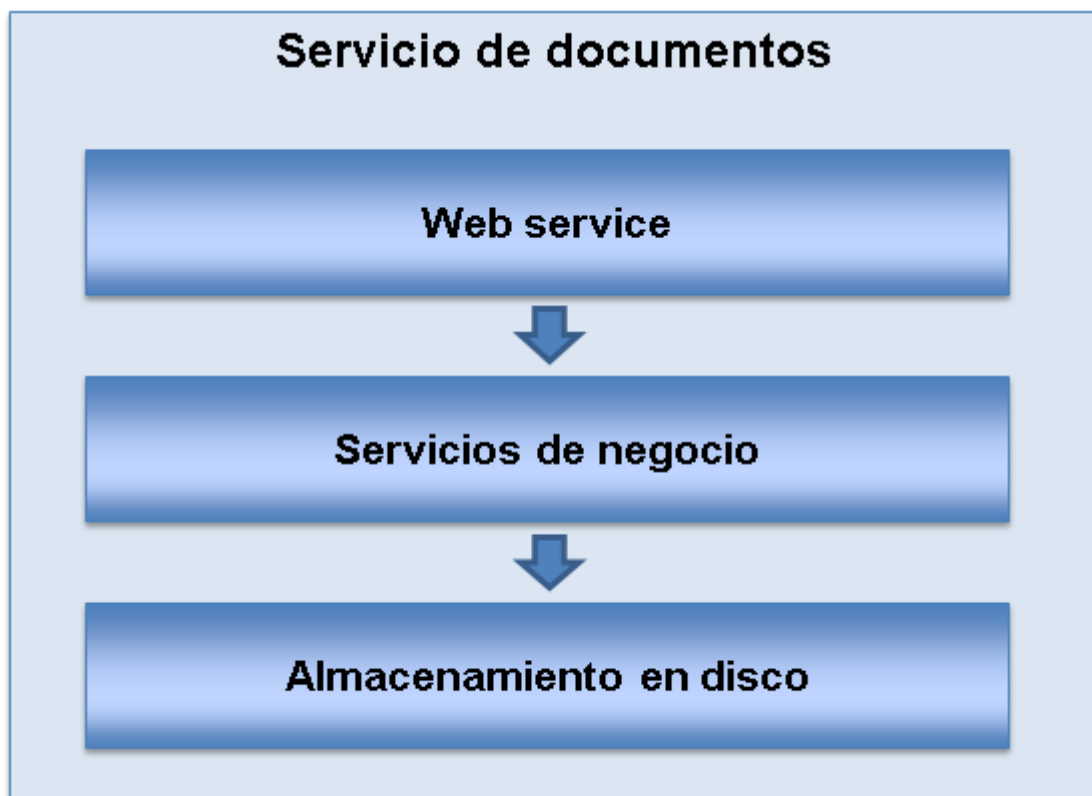 Servicio de documentos
Web service
Servicios de negocio
Almacenamiento en disco